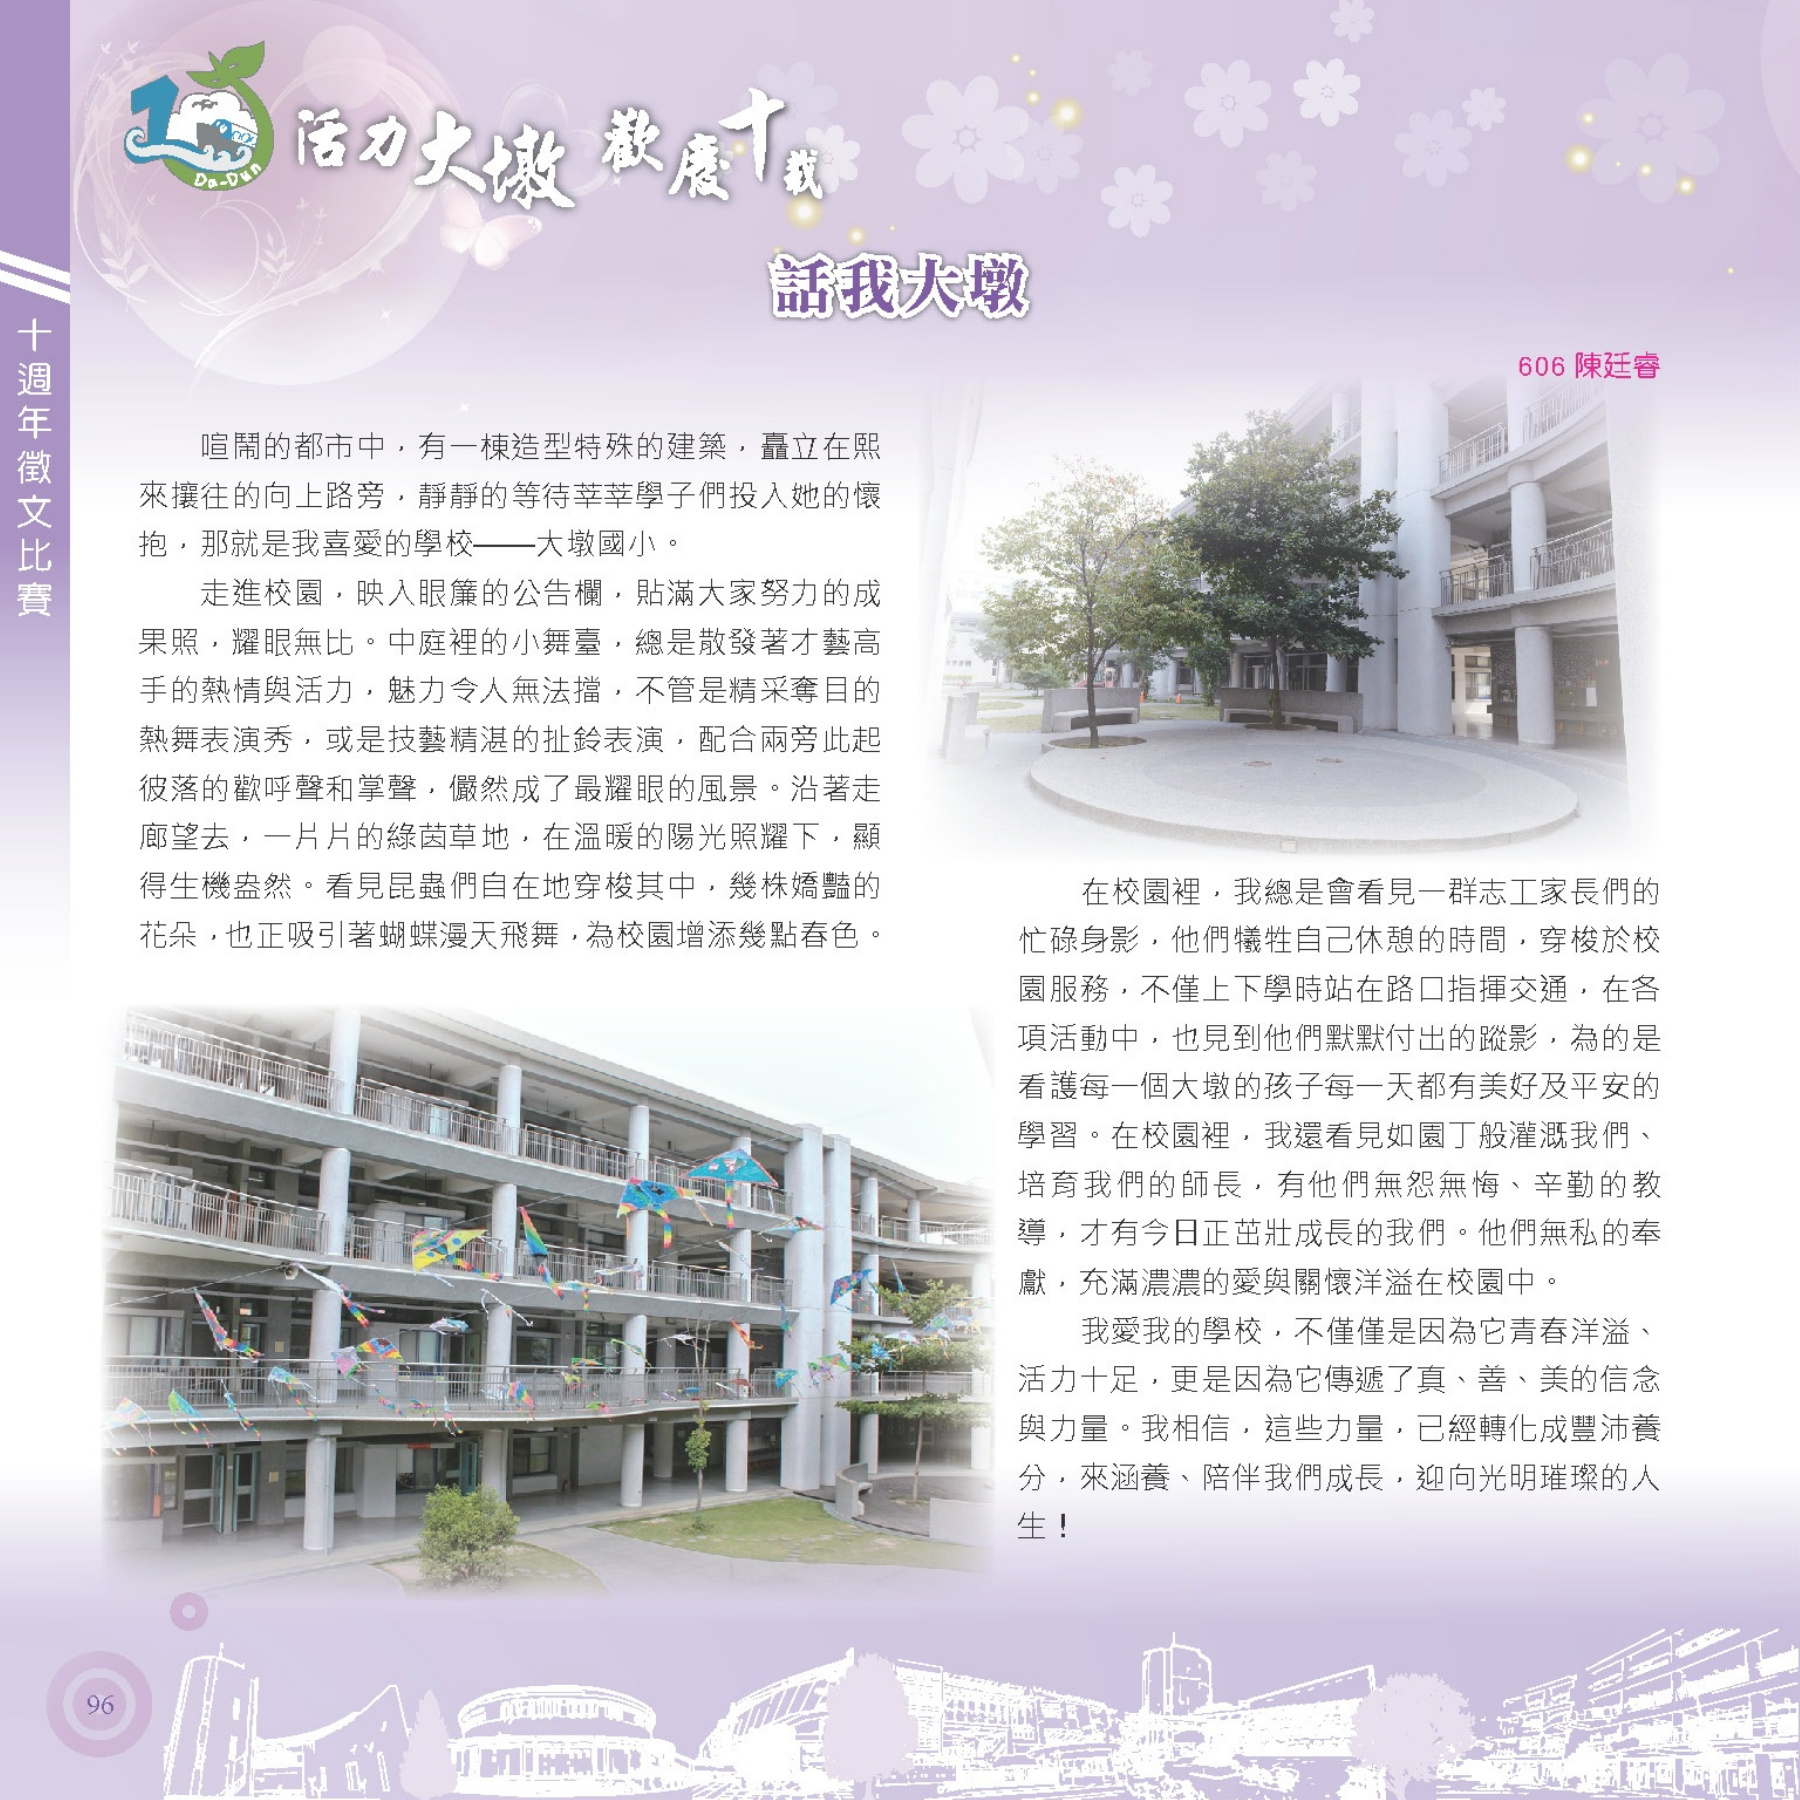 Da-Dun
活力大墩 歡慶十載
話我大墩
十週年徵文比賽
606 陳廷睿
喧鬧的都市中，有一棟造型特殊的建築，矗立在熙
來攘往的向上路旁，靜靜的等待莘莘學子們投入她的懷
抱，那就是我喜愛的學校——大墩國小。
走進校園，映入眼簾的公告欄，貼滿大家努力的成
果照，耀眼無比。中庭裡的小舞臺，總是散發著才藝高
手的熱情與活力，魅力令人無法擋，不管是精采奪目的
熱舞表演秀，或是技藝精湛的扯鈴表演，配合兩旁此起
彼落的歡呼聲和掌聲，儼然成了最耀眼的風景。沿著走
廊望去，一片片的綠茵草地，在溫暖的陽光照耀下，顯
得生機盎然。看見昆蟲們自在地穿梭其中，幾株嬌豔的
花朵，也正吸引著蝴蝶漫天飛舞，為校園增添幾點春色。
在校園裡，我總是會看見一群志工家長們的
忙碌身影，他們犧牲自己休憩的時間，穿梭於校
園服務，不僅上下學時站在路口指揮交通，在各
項活動中，也見到他們默默付出的蹤影，為的是
看護每一個大墩的孩子每一天都有美好及平安的
學習。在校園裡，我還看見如園丁般灌溉我們、
培育我們的師長，有他們無怨無悔、辛勤的教
導，才有今日正茁壯成長的我們。他們無私的奉
獻，充滿濃濃的愛與關懷洋溢在校園中。
我愛我的學校，不僅僅是因為它青春洋溢、
活力十足，更是因為它傳遞了真、善、美的信念
與力量。我相信，這些力量，已經轉化成豐沛養
分，來涵養、陪伴我們成長，迎向光明璀璨的人
生！
96